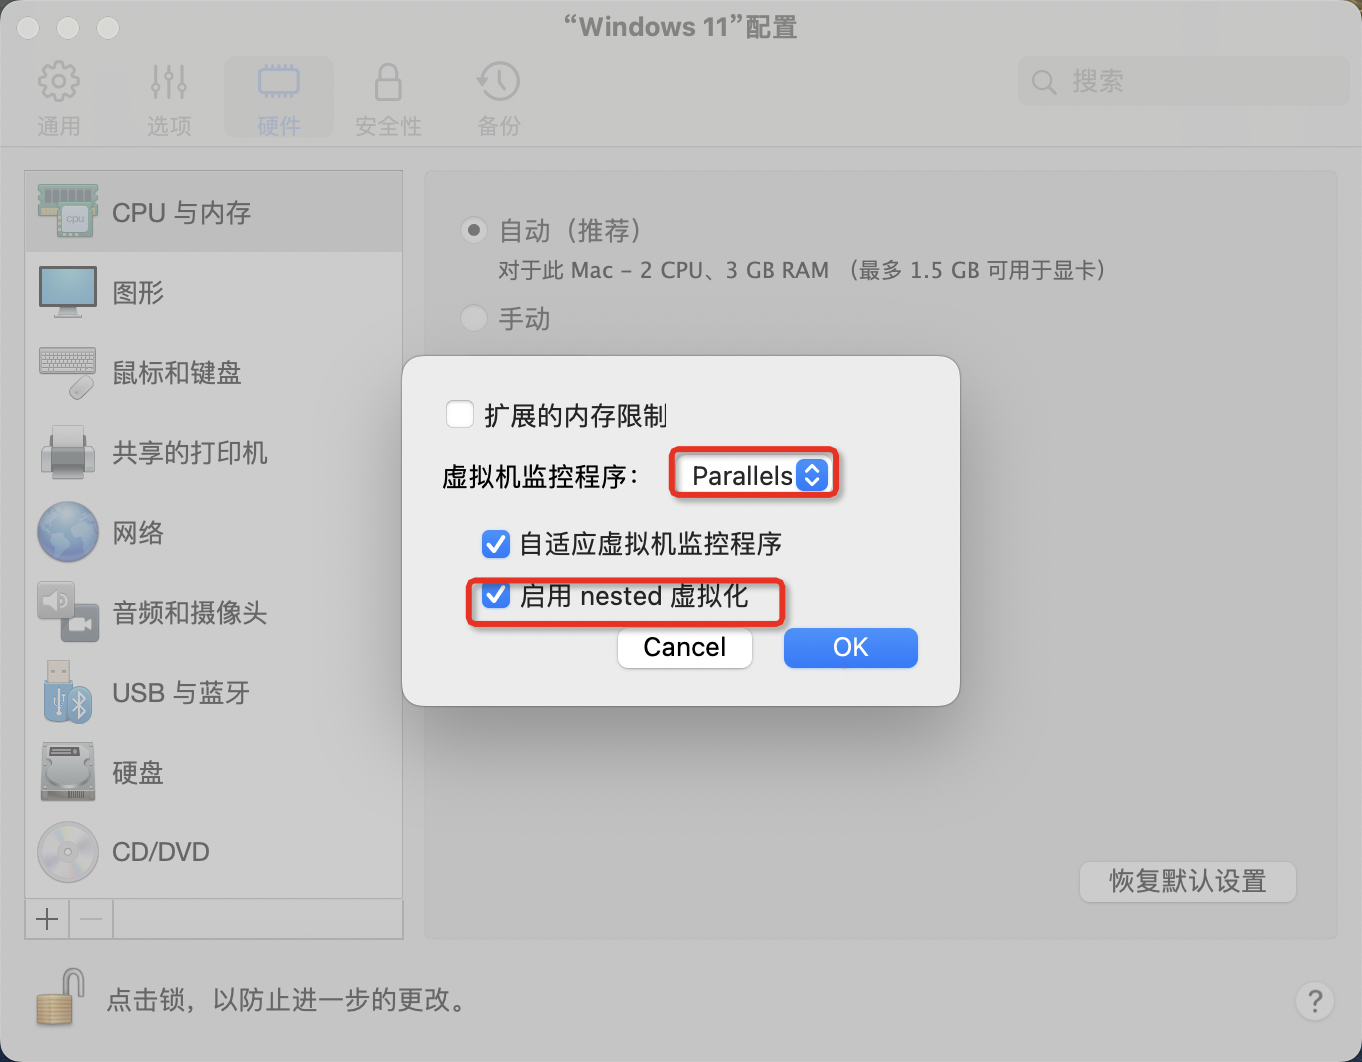 “Windows 11”配置
通用
选项
硬件
安全性
备份
搜索
CPU 与内存
图形
鼠标和键盘
共享的打印机
网络
音频和摄像头
USB 与蓝牙
硬盘
CD/DVD
cpu
自动（推荐）
对于此 Mac – 2 CPU、3 GB RAM （最多 1.5 GB 可用于显卡）
手动
扩展的内存限制
虚拟机监控程序： Parallels
自适应虚拟机监控程序
启用 nested 虚拟化
Cancel OK
恢复默认设置
点击锁，以防止进一步的更改。
?